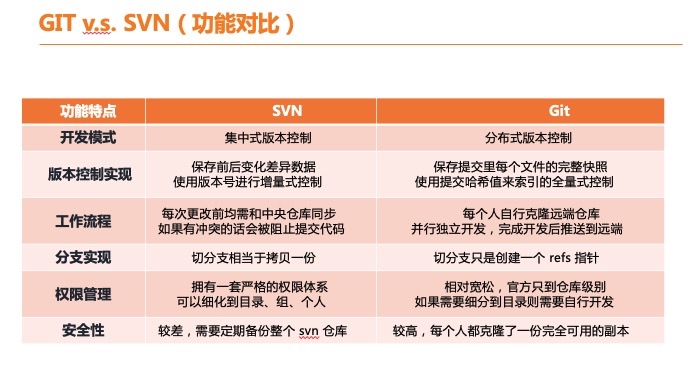 GIT v.s. SVN（功能对比）
功能特点 SVN Git
开发模式 集中式版本控制 分布式版本控制
版本控制实现 保存前后变化差异数据 保存提交里每个文件的完整快照
使用版本号进行增量式控制 使用提交哈希值来索引的全量式控制
工作流程 每次更改前均需和中央仓库同步 每个人自行克隆远端仓库
如果有冲突的话会被阻止提交代码 并行独立开发，完成开发后推送到远端
分支实现 切分支相当于拷贝一份 切分支只是创建一个 refs 指针
权限管理 拥有一套严格的权限体系 相对宽松，官方只到仓库级别
可以细化到目录、组、个人 如果需要细分到目录则需要自行开发
安全性 较差，需要定期备份整个 svn 仓库 较高，每个人都克隆了一份完全可用的副本